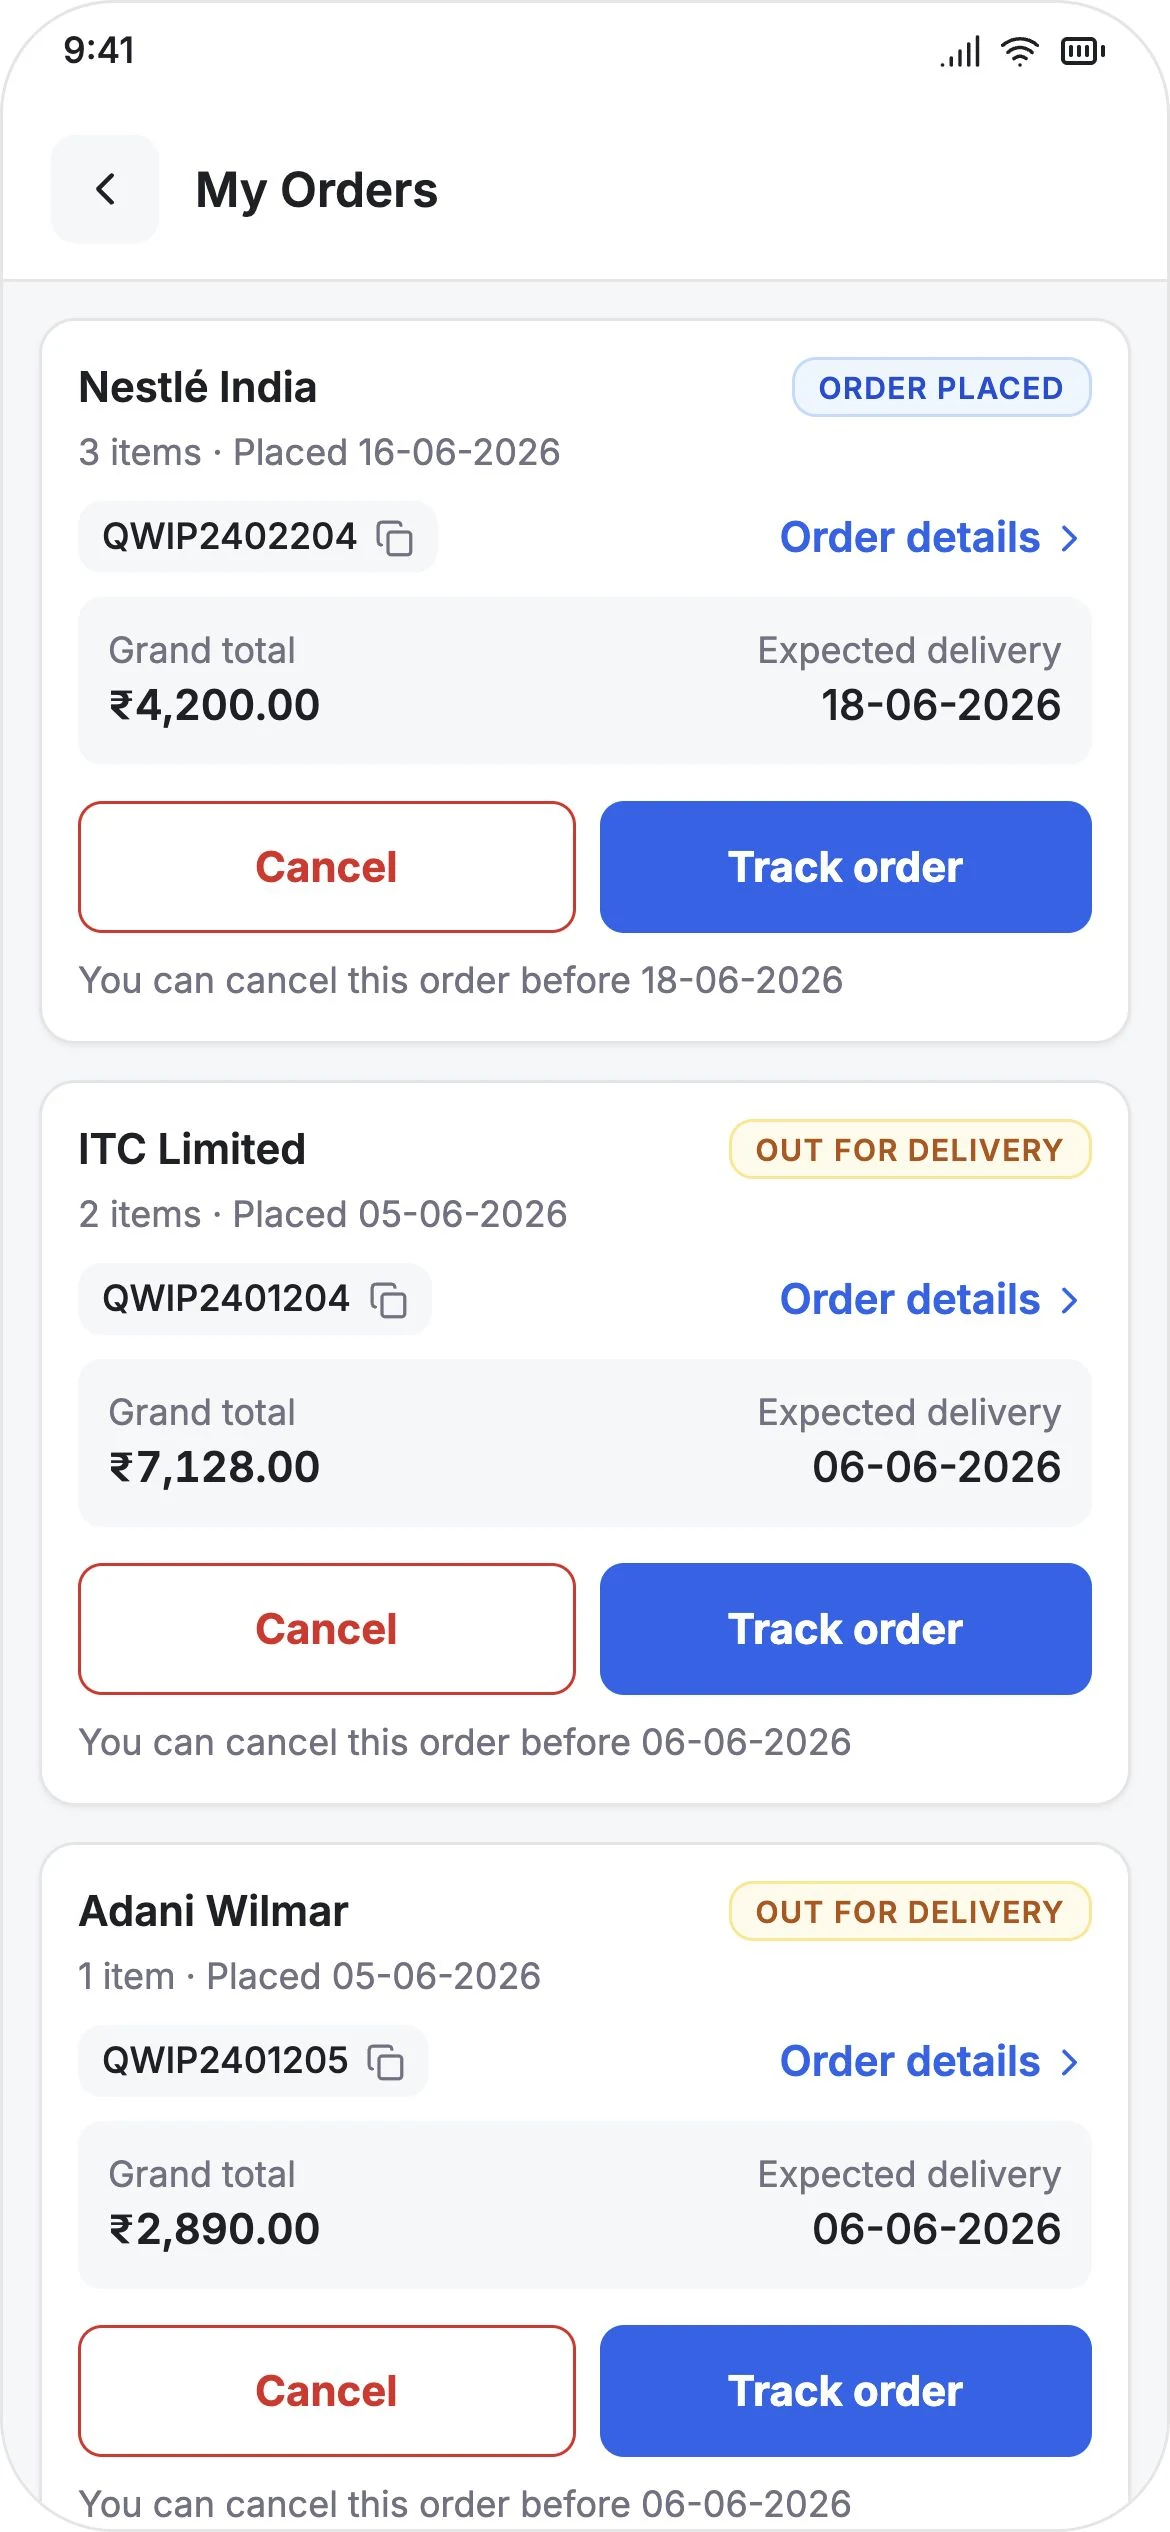 9:41
My Orders
Nestlé India
ORDER PLACED
3 items · Placed 16-06-2026
QWIP2402204
Order details
Grand total
Expected delivery
₹4,200.00
18-06-2026
Cancel
Track order
You can cancel this order before 18-06-2026
ITC Limited
OUT FOR DELIVERY
2 items · Placed 05-06-2026
QWIP2401204
Order details
Grand total
Expected delivery
₹7,128.00
06-06-2026
Cancel
Track order
You can cancel this order before 06-06-2026
Adani Wilmar
OUT FOR DELIVERY
1 item · Placed 05-06-2026
QWIP2401205
Order details
Grand total
Expected delivery
₹2,890.00
06-06-2026
Cancel
Track order
You can cancel this order before 06-06-2026